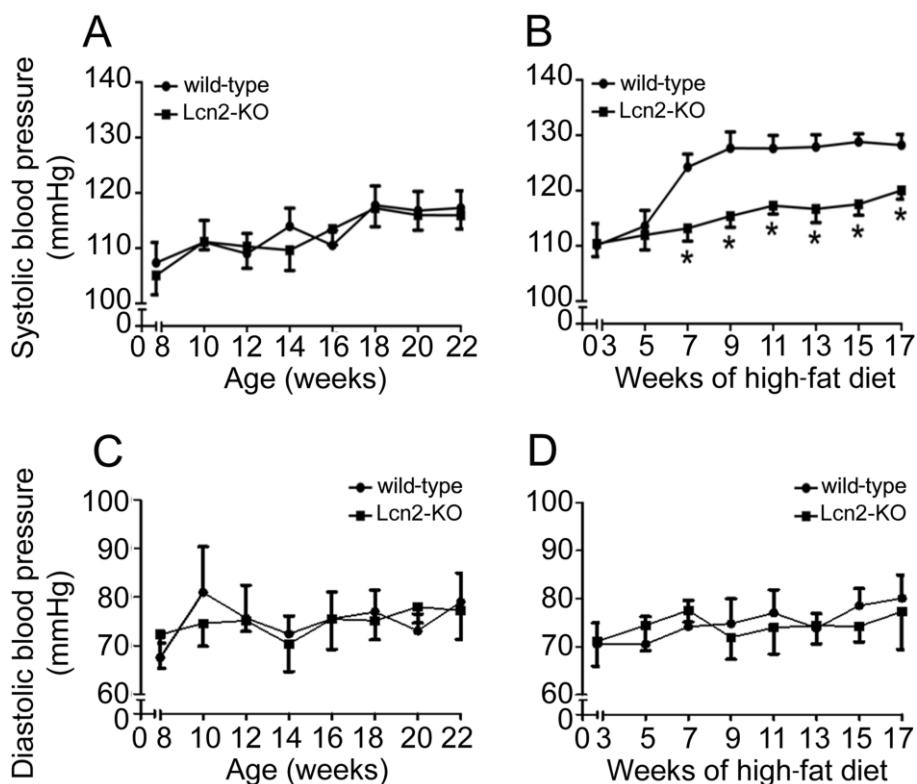 A
Systolic blood pressure
(mmHg)
140
130
120
110
100
0
wild-type
Lcn2-KO
0 8 10 12 14 16 18 20 22
Age (weeks)
B
140
130
120
110
100
0
wild-type
Lcn2-KO
* * * * * *
0 3 5 7 9 11 13 15 17
Weeks of high-fat diet
C
Diastolic blood pressure
(mmHg)
100
90
80
70
60
0
wild-type
Lcn2-KO
0 8 10 12 14 16 18 20 22
Age (weeks)
D
100
90
80
70
60
0
wild-type
Lcn2-KO
0 3 5 7 9 11 13 15 17
Weeks of high-fat diet